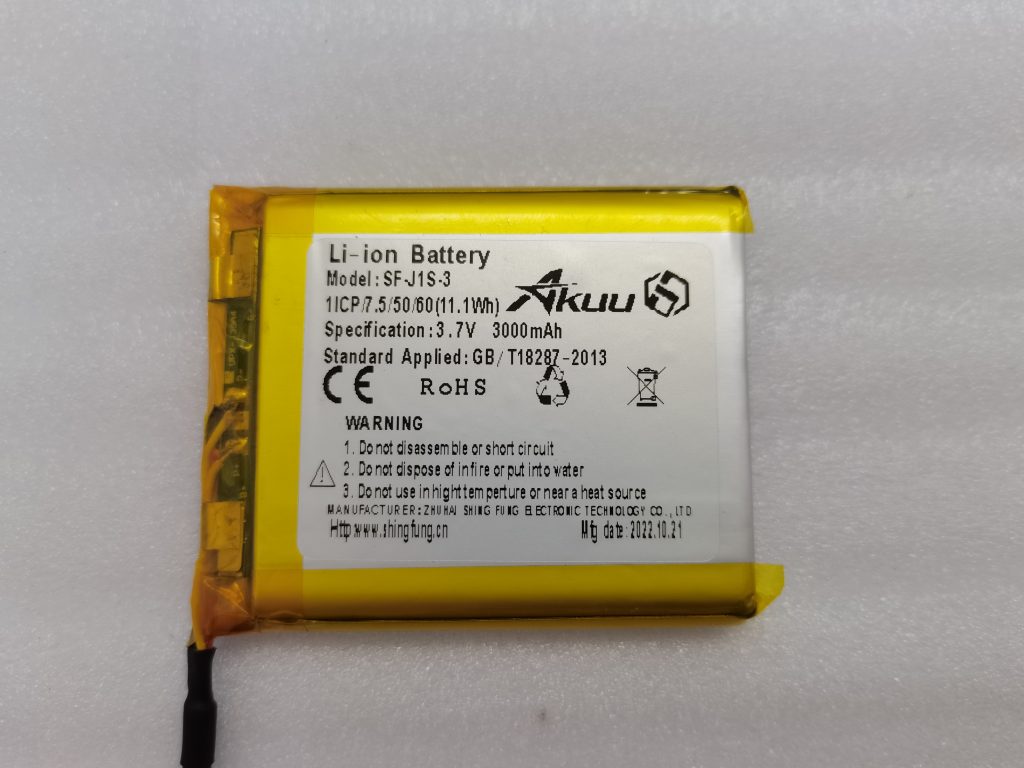 Li-ion Battery
Model: SF-J1S-3
1ICP/7.5/50/60(11.1Wh)
Akuu
Specification: 3.7V 3000mAh
Standard Applied: GB/T18287-2013
CE RoHS
WARNING
1. Do not disassemble or short circuit
2. Do not dispose of in fire or put into water
3. Do not use in hight temperture or near a heat source
MANUFACTURER: ZHUHAI SHING FUNG ELECTRONIC TECHNOLOGY CO., LTD
Http:www.shingfung.cn Mfg date: 2022.10.21